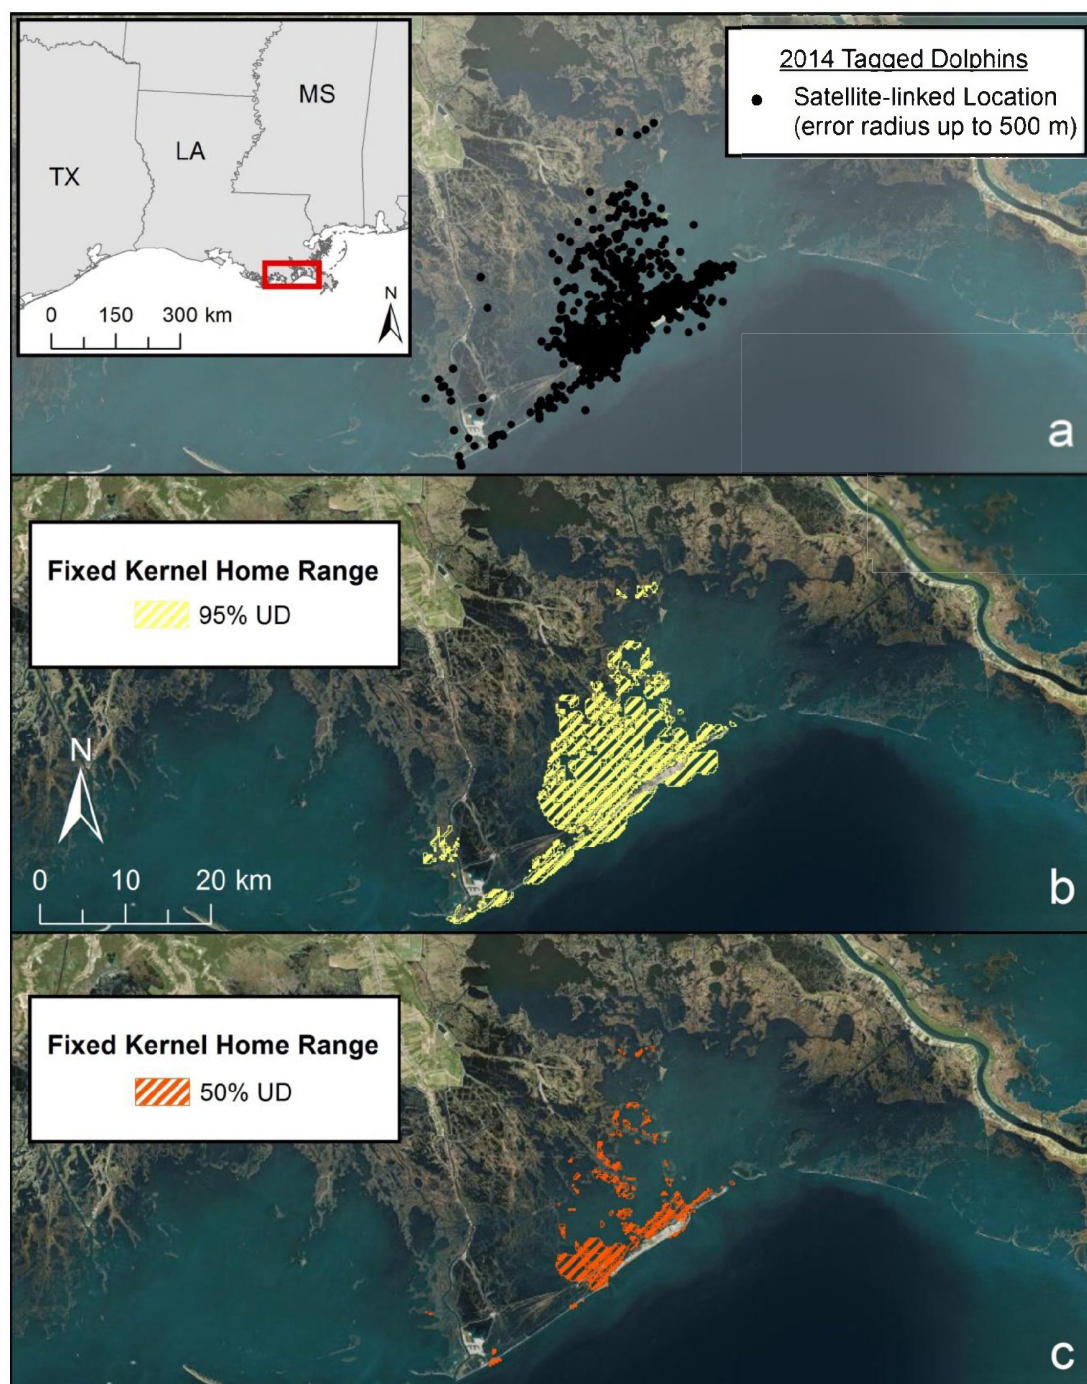 2014 Tagged Dolphins
Satellite-linked Location
(error radius up to 500 m)
MS
LA
TX
N
0 150 300 km
a
Fixed Kernel Home Range
95% UD
N
0 10 20 km
b
Fixed Kernel Home Range
50% UD
c